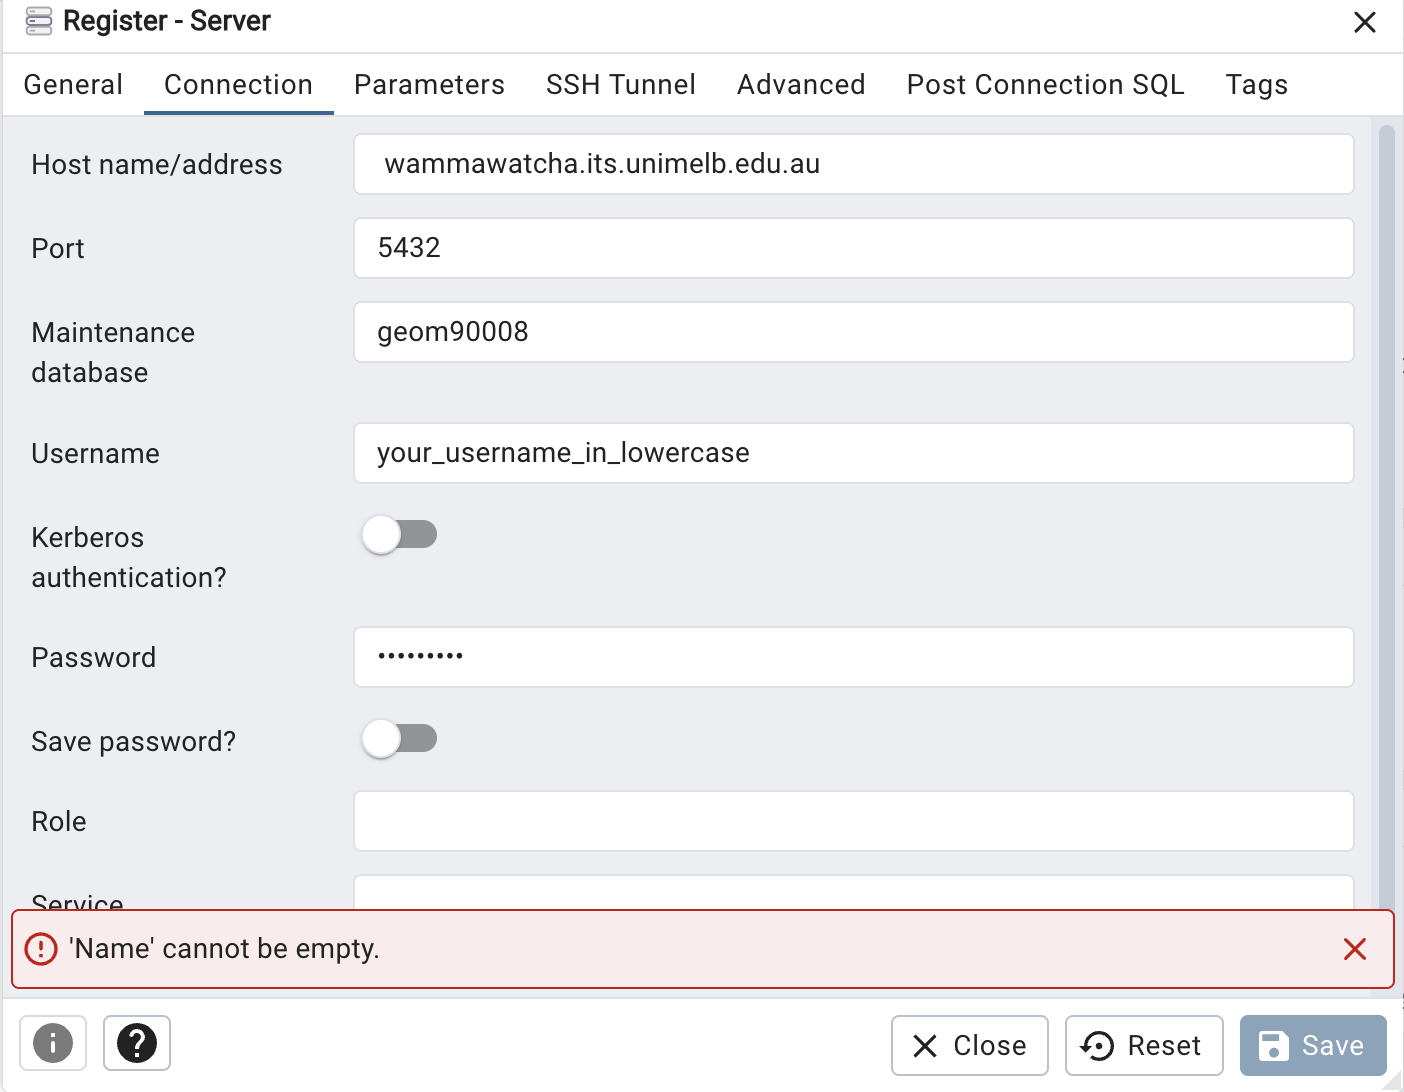 Register - Server
General Connection Parameters SSH Tunnel Advanced Post Connection SQL Tags
Host name/address wammawatcha.its.unimelb.edu.au
Port 5432
Maintenance database geom90008
Username your_username_in_lowercase
Kerberos authentication?
Password •••••••••
Save password?
Role
Service
'Name' cannot be empty.
Close Reset Save